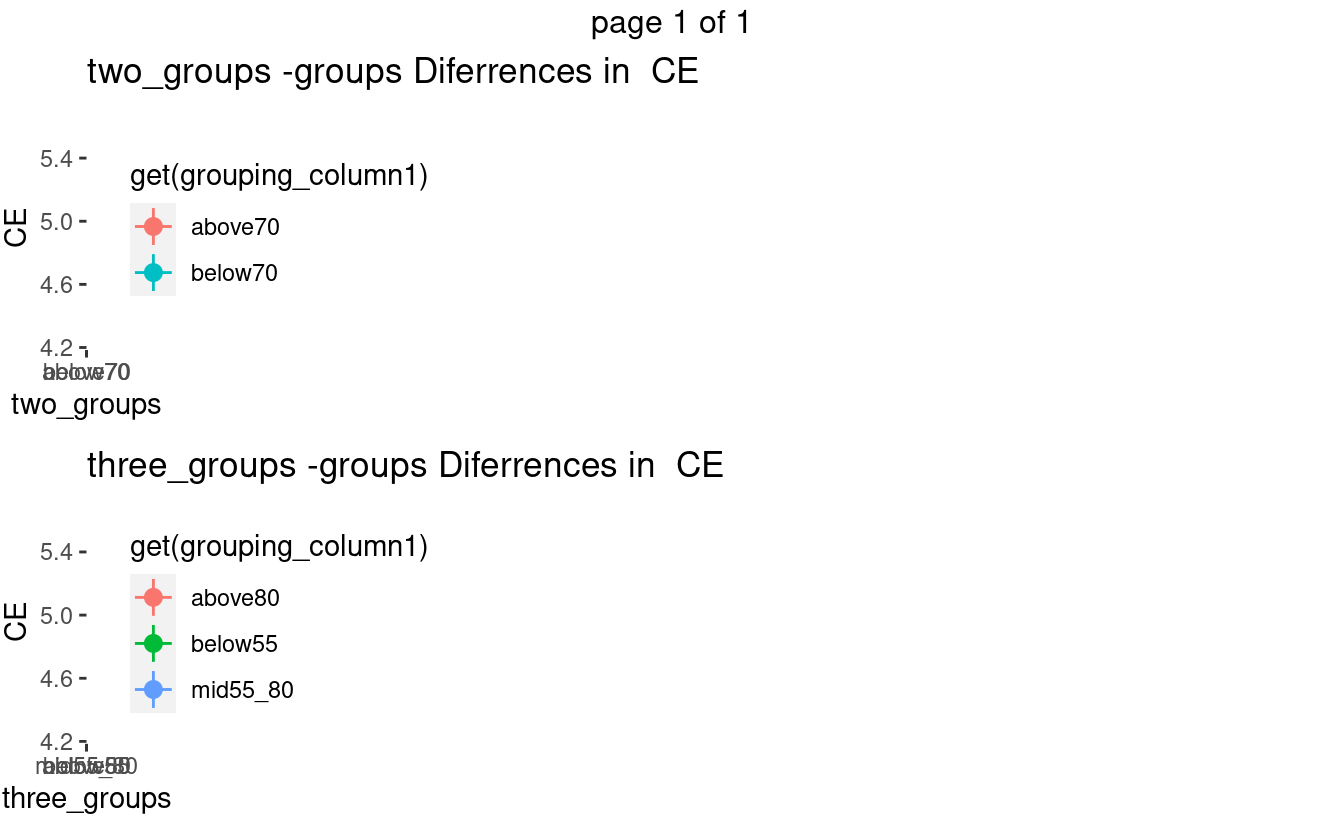 page 1 of 1
two_groups -groups Diferrences in  CE
5.4
get(grouping_column1)
CE
5.0
above70
4.6
below70
4.2
two_groups
three_groups -groups Diferrences in  CE
5.4
get(grouping_column1)
above80
CE
5.0
below55
4.6
mid55_80
4.2
three_groups